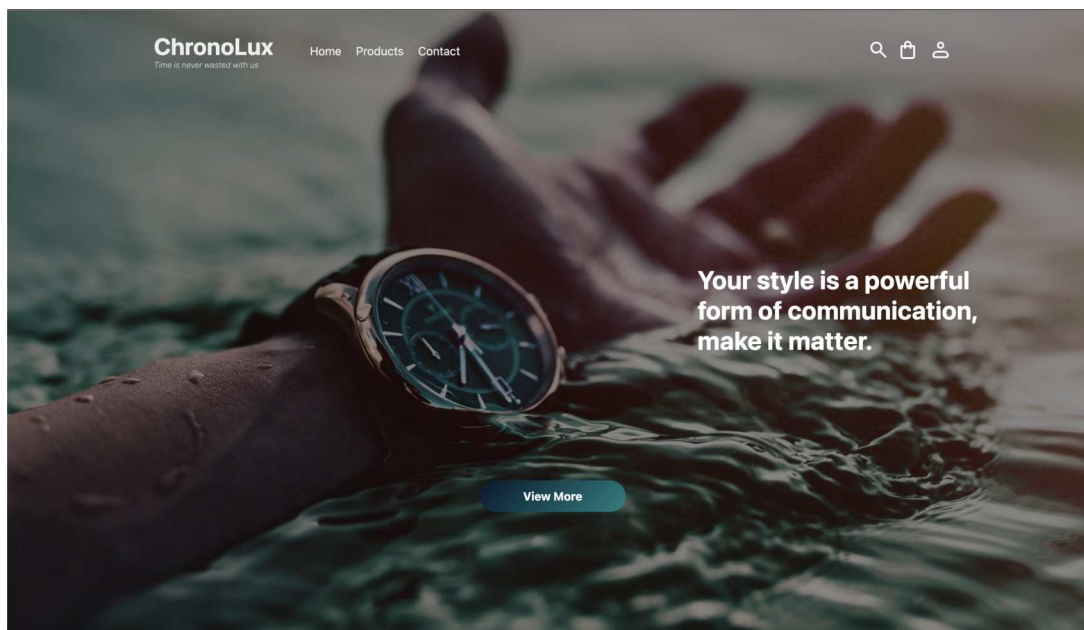 ChronoLux
Time is never wasted with us
Home Products Contact
Your style is a powerful
form of communication,
make it matter.
View More